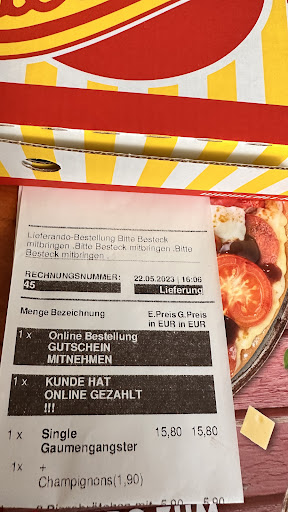 Lieferando-Bestellung Bitte Besteck
mitbringen .Bitte Besteck mitbringen .Bitte
Besteck mitbringen .
RECHNUNGSNUMMER: 22.05.2023 | 16:06
45 Lieferung
Menge Bezeichnung E.Preis G.Preis
in EUR in EUR
1 x Online Bestellung
GUTSCHEIN
MITNEHMEN
1 x KUNDE HAT
ONLINE GEZAHLT
!!!
1 x Single 15,80 15,80
Gaumengangster
1x +
Champignons(1,90)